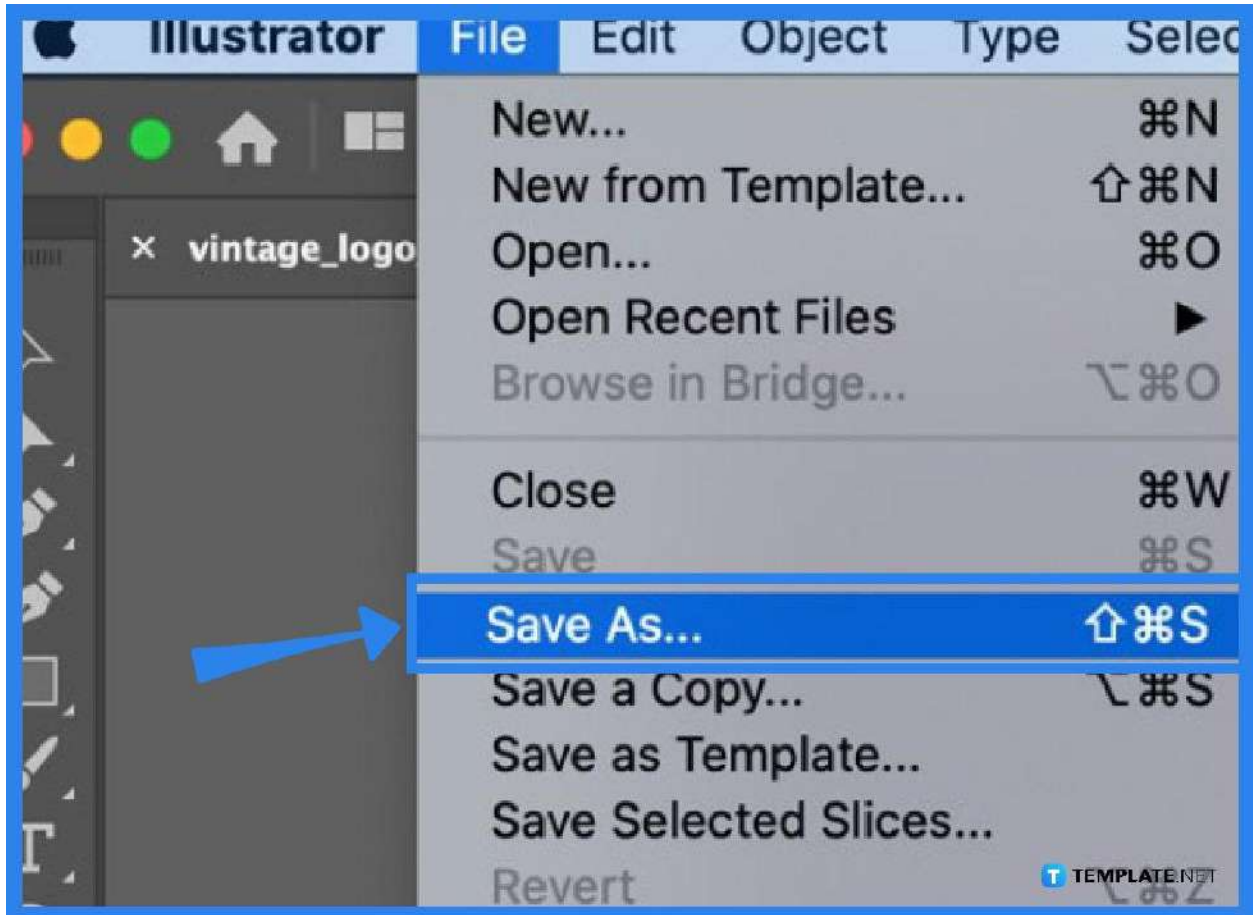 Illustrator File Edit Object Type Selec
New... ⌘N
New from Template... ⇧⌘N
vintage_logo
Open... ⌘O
Open Recent Files ▶
Browse in Bridge... ⌥⌘O
Close ⌘W
Save ⌘S
Save As... ⇧⌘S
Save a Copy... ⌥⌘S
Save as Template...
Save Selected Slices...
Revert ⌥⌘Z
T TEMPLATE.NET